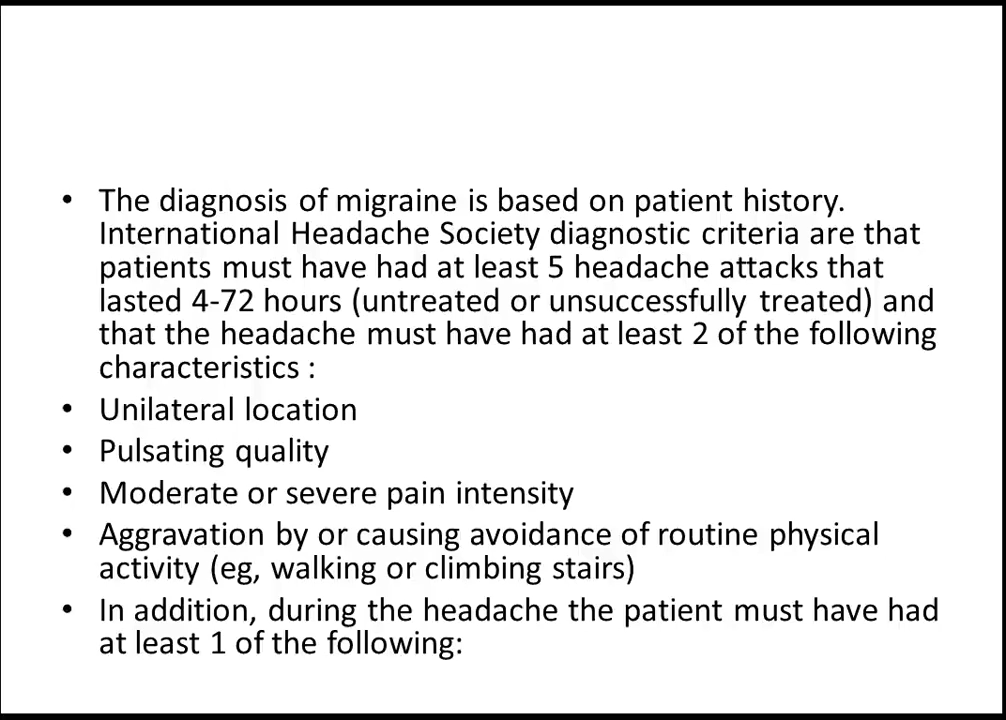 • The diagnosis of migraine is based on patient history.
International Headache Society diagnostic criteria are that
patients must have had at least 5 headache attacks that
lasted 4-72 hours (untreated or unsuccessfully treated) and
that the headache must have had at least 2 of the following
characteristics :
• Unilateral location
• Pulsating quality
• Moderate or severe pain intensity
• Aggravation by or causing avoidance of routine physical
activity (eg, walking or climbing stairs)
• In addition, during the headache the patient must have had
at least 1 of the following: